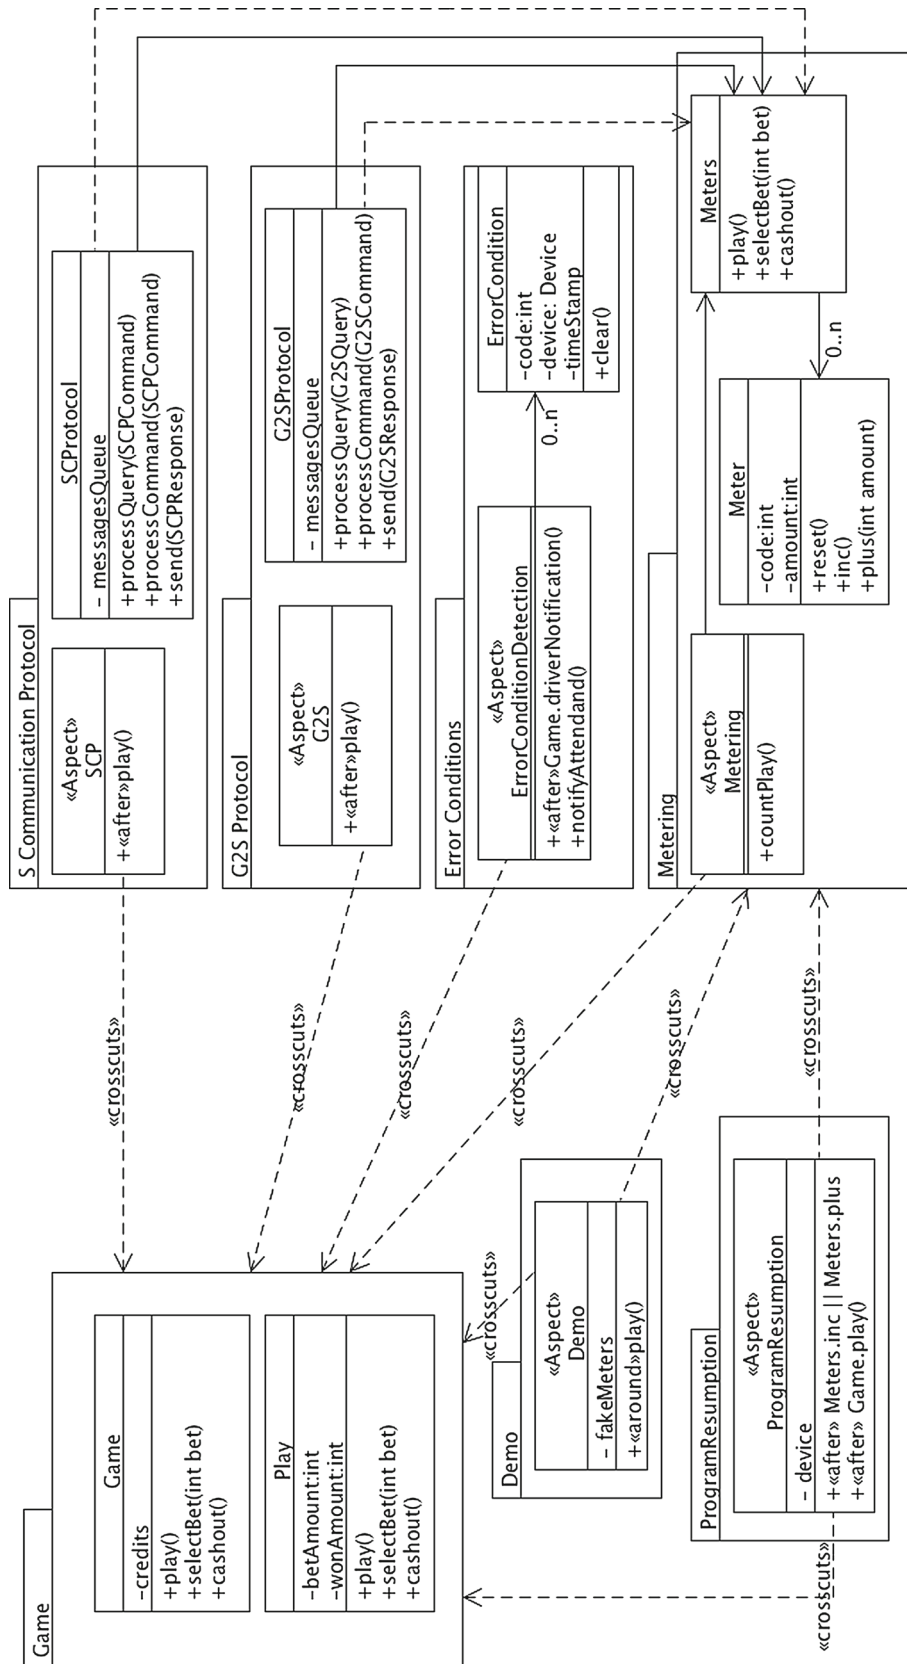 Game
Game
-credits
+play()
+selectBet(int bet)
+cashout()
Play
-betAmount:int
-wonAmount:int
+play()
+selectBet(int bet)
+cashout()
«crosscuts»
«crosscuts»
«crosscuts»
«crosscuts»
«crosscuts»
«crosscuts»
«crosscuts»
«crosscuts»
Demo
«Aspect»
Demo
- fakeMeters
+«around»play()
ProgramResumption
«Aspect»
ProgramResumption
- device
+«after» Meters.inc || Meters.plus
+«after» Game.play()
S Communication Protocol
«Aspect»
SCP
+«after»play()
SCProtocol
- messagesQueue
+processQuery(SCPCommand)
+processCommand(SCPCommand)
+send(SCPResponse)
G2S Protocol
«Aspect»
G2S
+«after»play()
G2SProtocol
- messagesQueue
+processQuery(G2SQuery)
+processCommand(G2SCommand)
+send(G2SResponse)
Error Conditions
«Aspect»
ErrorConditionDetection
+«after»Game.driverNotification()
+notifyAttendand()
0..n
ErrorCondition
-code:int
-device: Device
-timeStamp
+clear()
Metering
«Aspect»
Metering
+countPlay()
Meter
-code:int
-amount:int
+reset()
+inc()
+plus(int amount)
0..n
Meters
+play()
+selectBet(int bet)
+cashout()